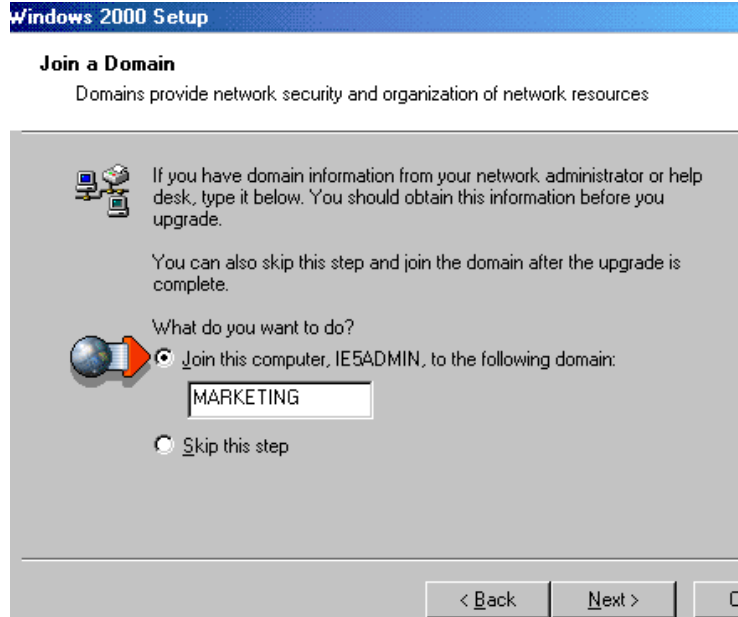 Windows 2000 Setup
Join a Domain
Domains provide network security and organization of network resources
If you have domain information from your network administrator or help
desk, type it below. You should obtain this information before you
upgrade.
You can also skip this step and join the domain after the upgrade is
complete.
What do you want to do?
Join this computer, IE5ADMIN, to the following domain:
MARKETING
Skip this step
< Back Next >